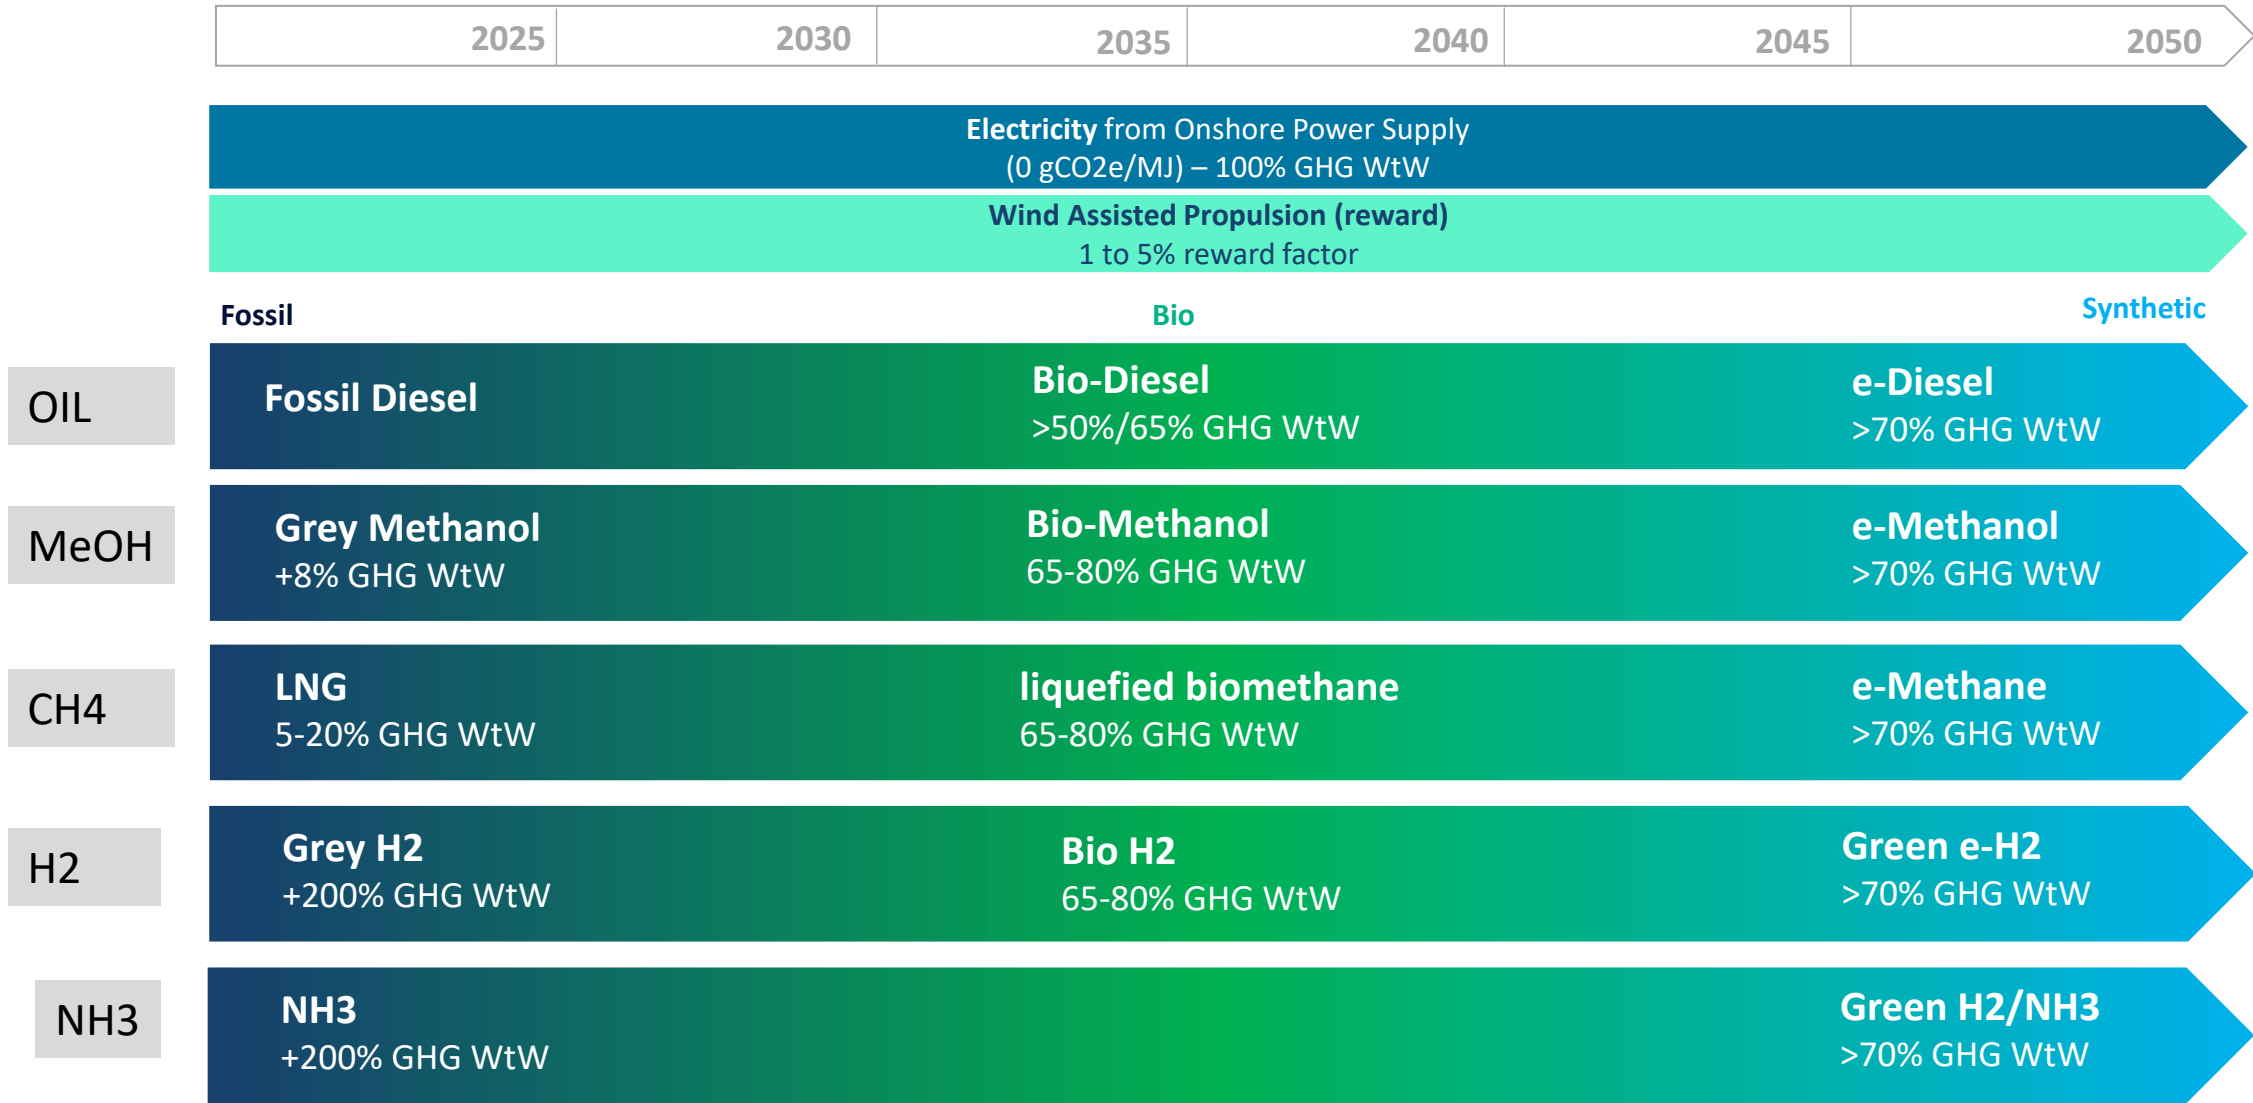 2025 2030 2035 2040 2045 2050
Electricity from Onshore Power Supply
(0 gCO2e/MJ) – 100% GHG WtW
Wind Assisted Propulsion (reward)
1 to 5% reward factor
Fossil Bio Synthetic
OIL
Fossil Diesel
Bio-Diesel
>50%/65% GHG WtW
e-Diesel
>70% GHG WtW
MeOH
Grey Methanol
+8% GHG WtW
Bio-Methanol
65-80% GHG WtW
e-Methanol
>70% GHG WtW
CH4
LNG
5-20% GHG WtW
liquefied biomethane
65-80% GHG WtW
e-Methane
>70% GHG WtW
H2
Grey H2
+200% GHG WtW
Bio H2
65-80% GHG WtW
Green e-H2
>70% GHG WtW
NH3
NH3
+200% GHG WtW
Green H2/NH3
>70% GHG WtW